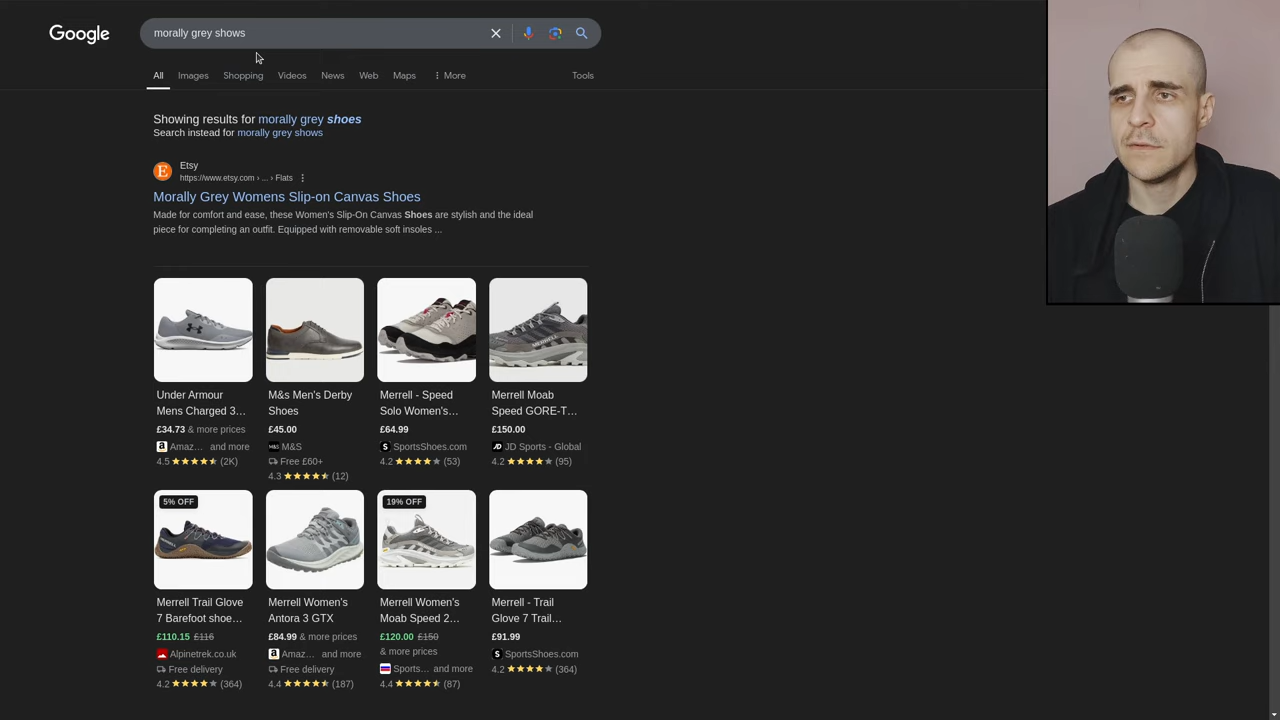 Google
morally grey shows
All Images Shopping Videos News Web Maps More Tools
Showing results for morally grey shoes
Search instead for morally grey shows
Etsy
https://www.etsy.com › ... › Flats
Morally Grey Womens Slip-on Canvas Shoes
Made for comfort and ease, these Women's Slip-On Canvas Shoes are stylish and the ideal
piece for completing an outfit. Equipped with removable soft insoles ...
Under Armour
Mens Charged 3...
£34.73 & more prices
Amaz... and more
4.5 (2K)
M&s Men's Derby
Shoes
£45.00
M&S
Free £60+
4.3 (12)
Merrell - Speed
Solo Women's...
£64.99
SportsShoes.com
4.2 (53)
Merrell Moab
Speed GORE-T...
£150.00
JD Sports - Global
4.2 (95)
5% OFF
Merrell Trail Glove
7 Barefoot shoe...
£110.15 £116
Alpinetrek.co.uk
Free delivery
4.2 (364)
Merrell Women's
Antora 3 GTX
£84.99 & more prices
Amaz... and more
Free delivery
4.4 (187)
19% OFF
Merrell Women's
Moab Speed 2...
£120.00 £150
& more prices
Sports... and more
4.4 (87)
Merrell - Trail
Glove 7 Trail...
£91.99
SportsShoes.com
4.2 (364)